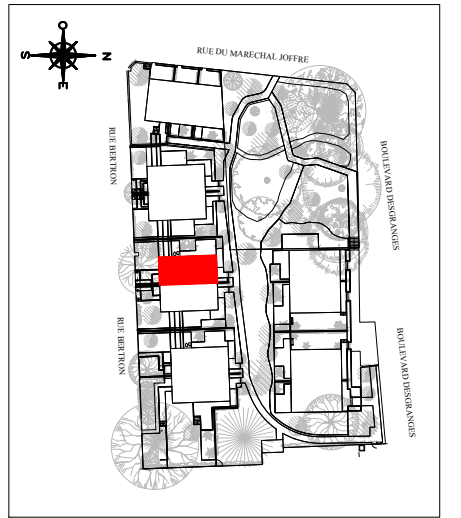 O
S
N
E
RUE DU MARECHAL JOFFRE
RUE BERTRON
BOULEVARD DESGRANGES
RUE BERTRON
BOULEVARD DESGRANGES